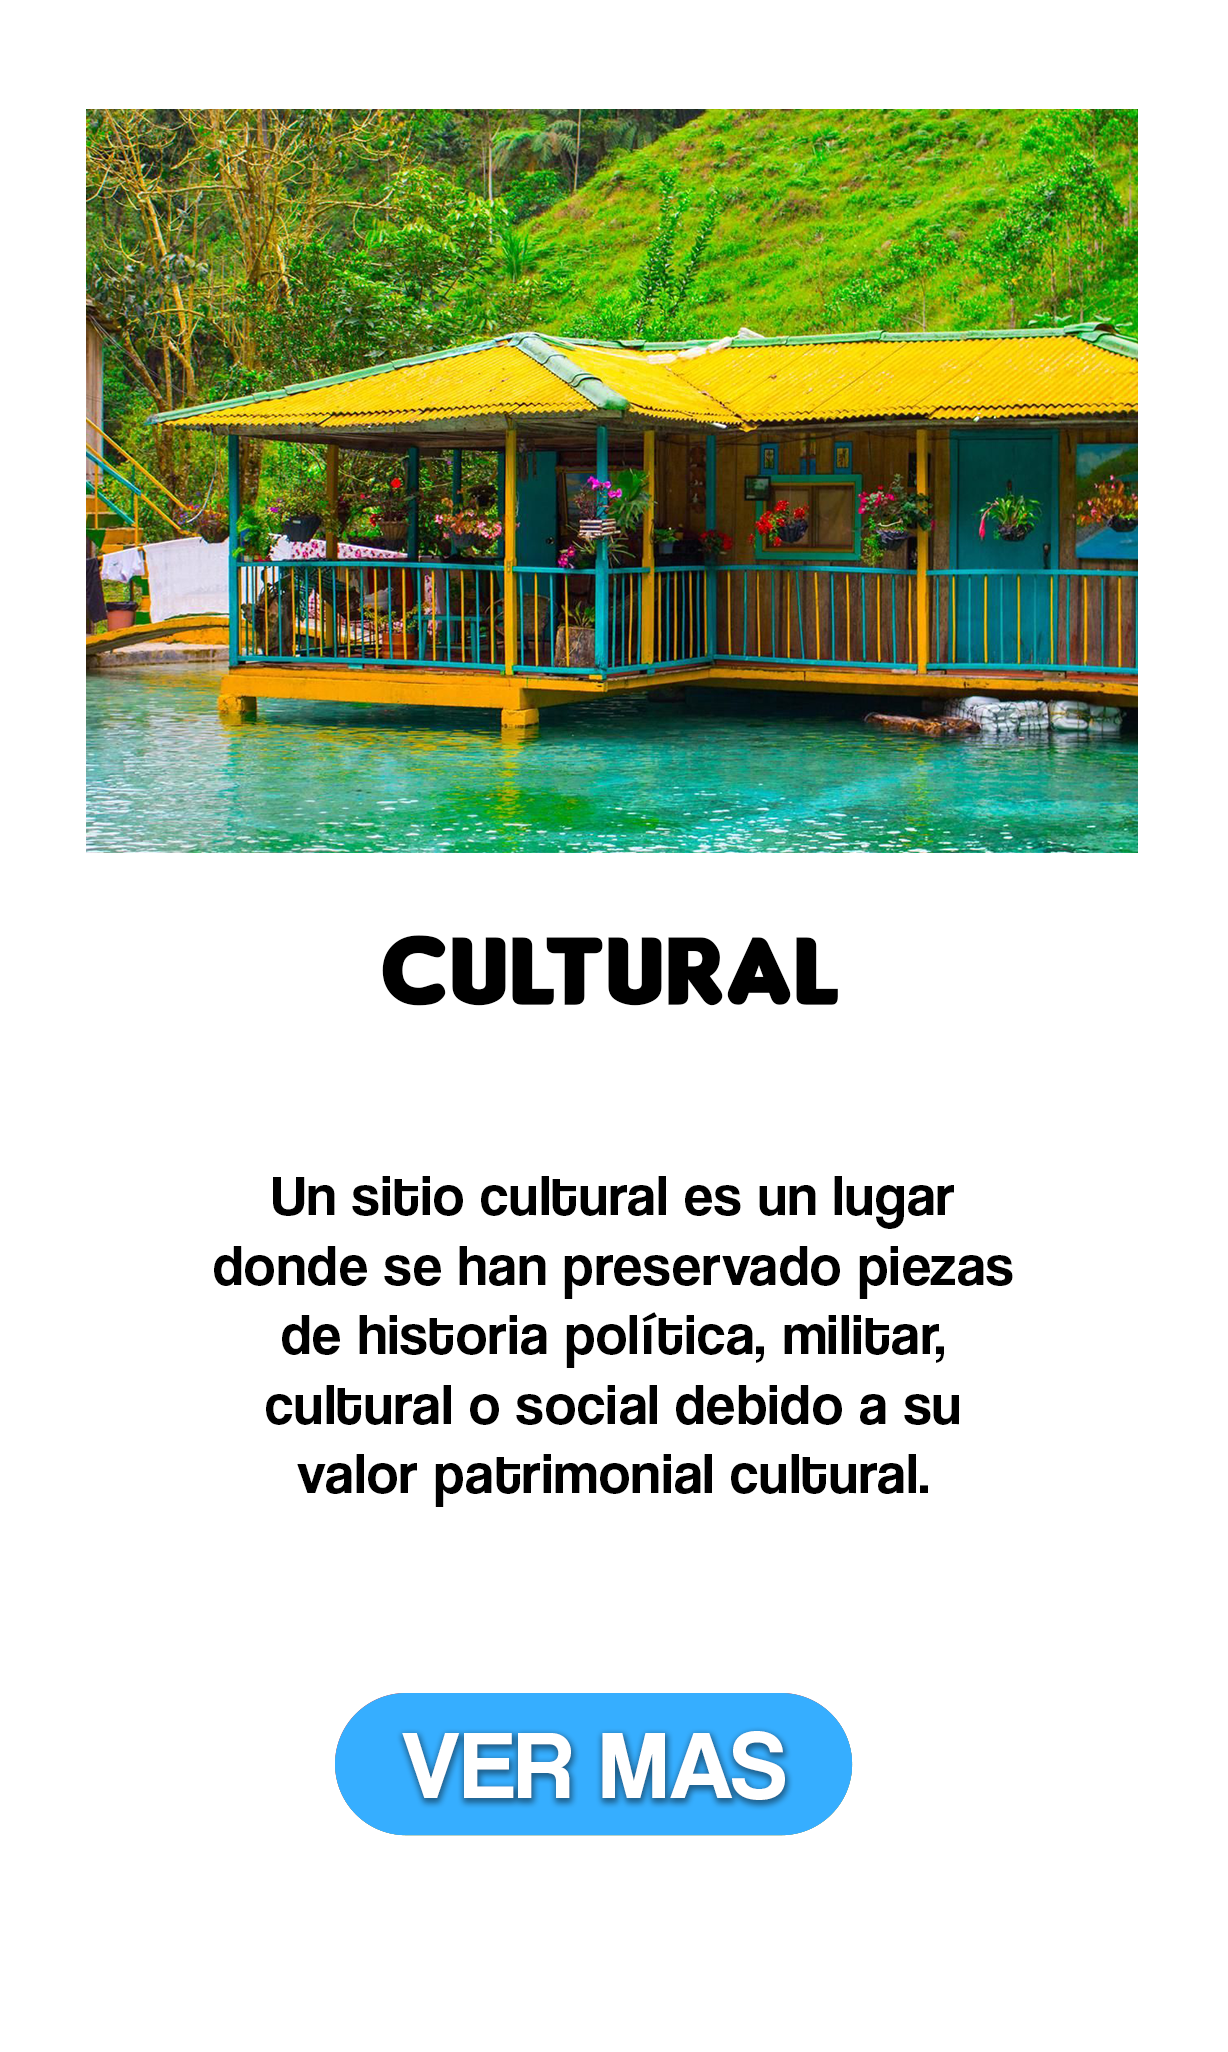 CULTURAL
Un sitio cultural es un lugar
donde se han preservado piezas
de historia política, militar,
cultural o social debido a su
valor patrimonial cultural.
VER MAS